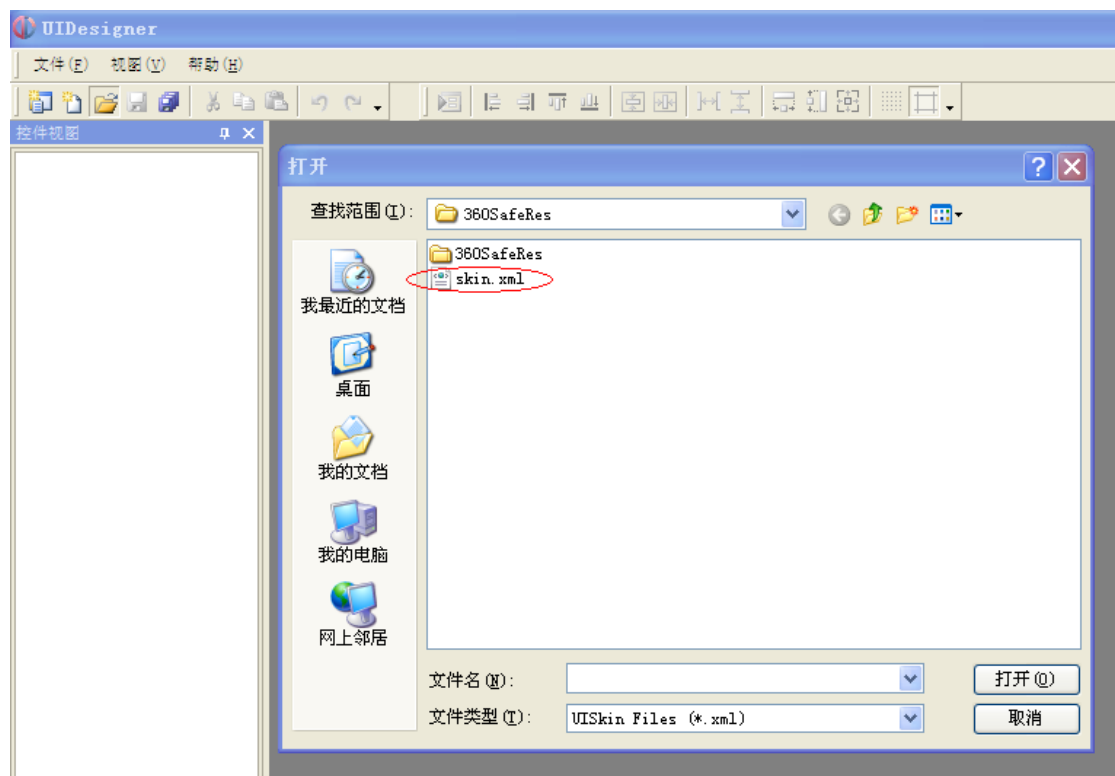 UIDesigner
文件(F) 视图(V) 帮助(H)
控件视图
打开
查找范围(I): 360SafeRes
360SafeRes
skin.xml
我最近的文档
桌面
我的文档
我的电脑
网上邻居
文件名(N): 打开(O)
文件类型(T): UISkin Files (*.xml) 取消